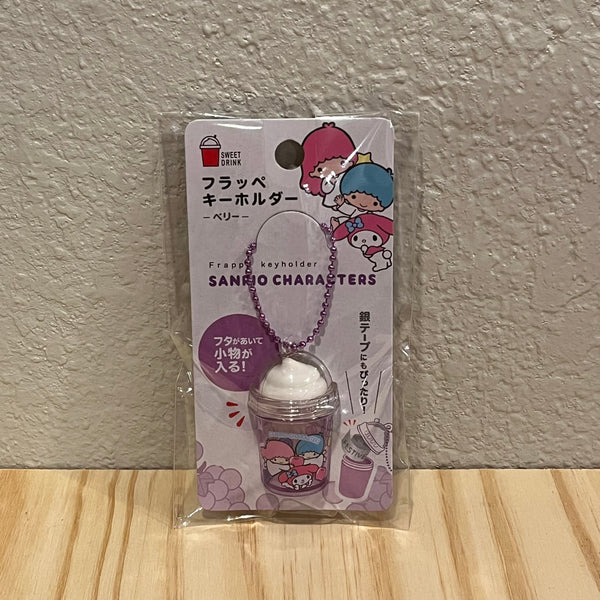 SWEET
DRINK
フラッペ
キーホルダー
－ベリー－
Frappe keyholder
SANRIO CHARACTERS
フタがあいて
小物が
入る!
銀テープにもぴったり!